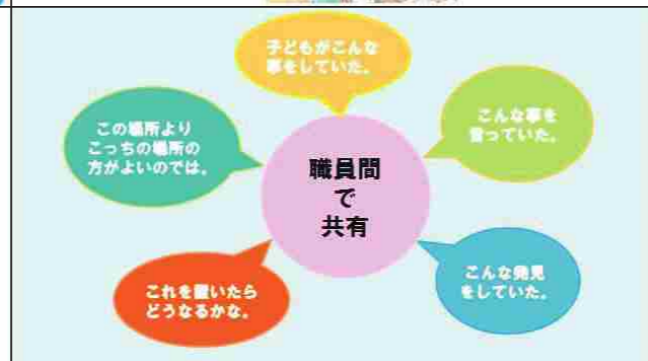 子どもがこんな
事をしていた。
こんな事を
言っていた。
この場所より
こっちの場所の
方がよいのでは。
職員間
で
共有
こんな発見
をしていた。
これを置いたら
どうなるかな。